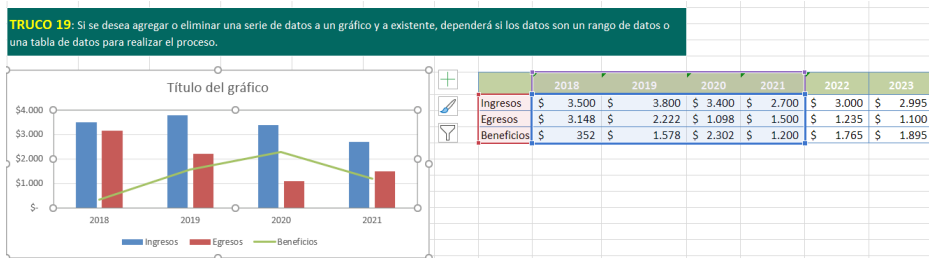 TRUCO 19: Si se desea agregar o eliminar una serie de datos a un gráfico y a existente, dependerá si los datos son un rango de datos o
una tabla de datos para realizar el proceso.
Título del gráfico
$4.000
$3.000
$2.000
$1.000
$-
2018 2019 2020 2021
Ingresos Egresos Beneficios
2018 2019 2020 2021 2022 2023
Ingresos $ 3.500 $ 3.800 $ 3.400 $ 2.700 $ 3.000 $ 2.995
Egresos $ 3.148 $ 2.222 $ 1.098 $ 1.500 $ 1.235 $ 1.100
Beneficios $ 352 $ 1.578 $ 2.302 $ 1.200 $ 1.765 $ 1.895